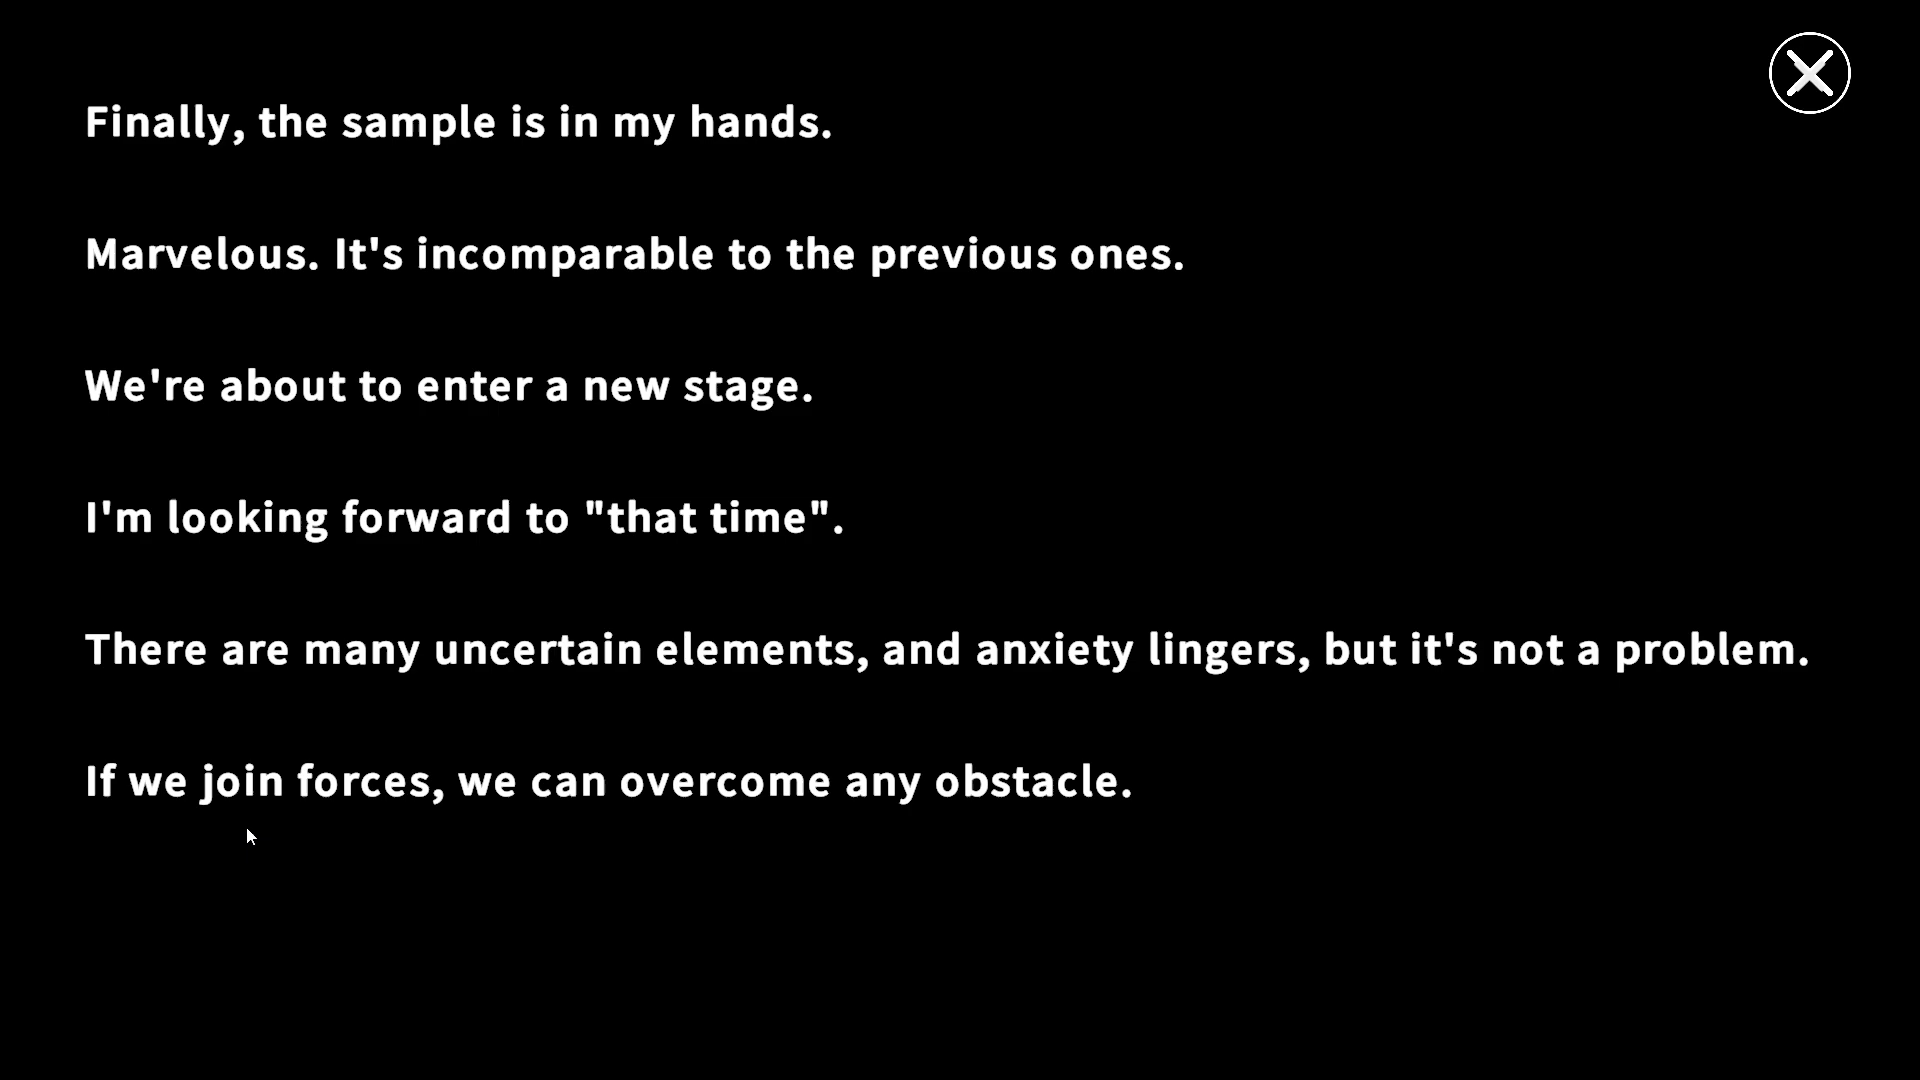 Finally, the sample is in my hands.
Marvelous. It's incomparable to the previous ones.
We're about to enter a new stage.
I'm looking forward to "that time".
There are many uncertain elements, and anxiety lingers, but it's not a problem.
If we join forces, we can overcome any obstacle.